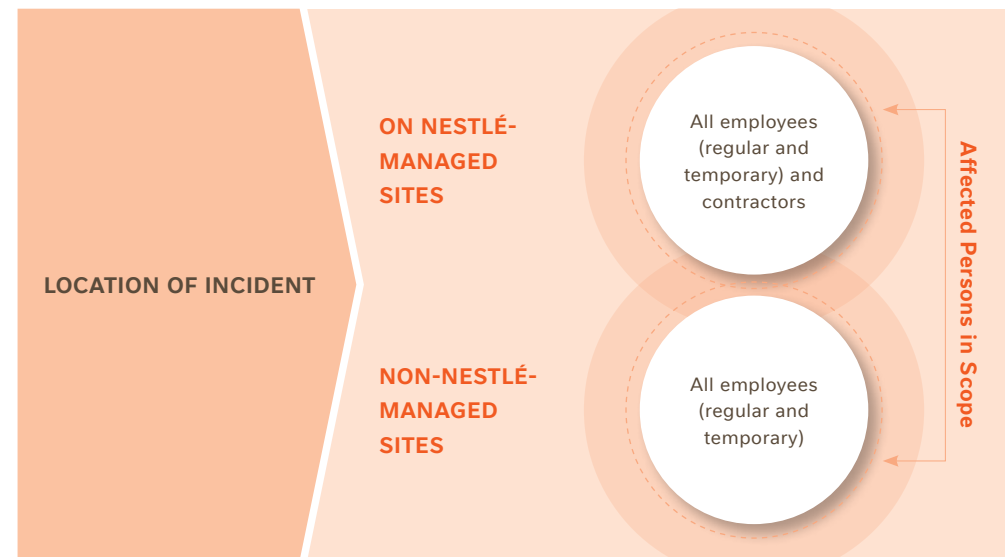 LOCATION OF INCIDENT
ON NESTLÉ-
MANAGED
SITES
All employees
(regular and
temporary) and
contractors
NON-NESTLÉ-
MANAGED
SITES
All employees
(regular and
temporary)
Affected Persons in Scope